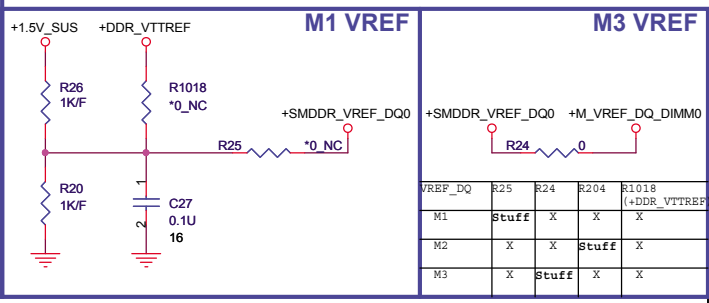 M1 VREF
+1.5V_SUS
+DDR_VTTREF
R26
1K/F
R1018
*0_NC
+SMDDR_VREF_DQ0
R25
*0_NC
R20
1K/F
1
2
C27
0.1U
16
M3 VREF
+SMDDR_VREF_DQ0
+M_VREF_DQ_DIMM0
R24
0
VREF_DQ R25 R24 R204 R1018
(+DDR_VTTREF
M1 Stuff X X X
M2 X X Stuff X
M3 X Stuff X X